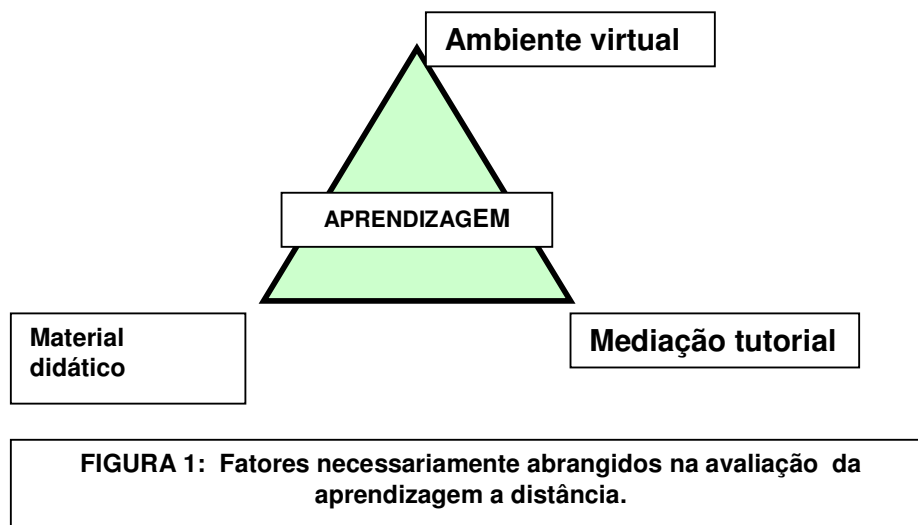 Ambiente virtual
APRENDIZAGEM
Material
didático
Mediação tutorial
FIGURA 1: Fatores necessariamente abrangidos na avaliação da
aprendizagem a distância.